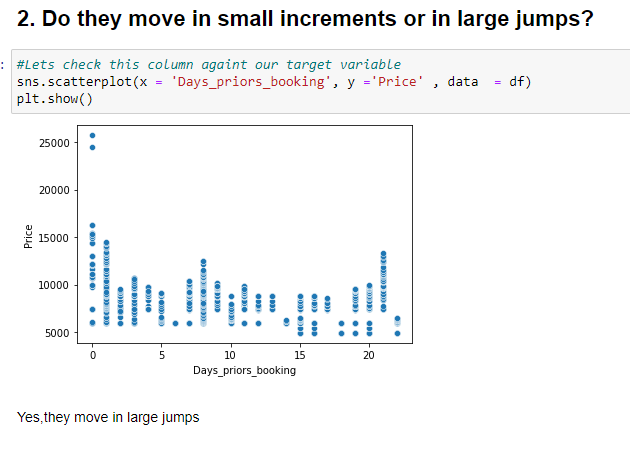 2. Do they move in small increments or in large jumps?
: #Lets check this column againt our target variable
sns.scatterplot(x = 'Days_priors_booking', y ='Price' , data = df)
plt.show()
25000
20000
15000
10000
5000
Price
0 5 10 15 20
Days_priors_booking
Yes,they move in large jumps